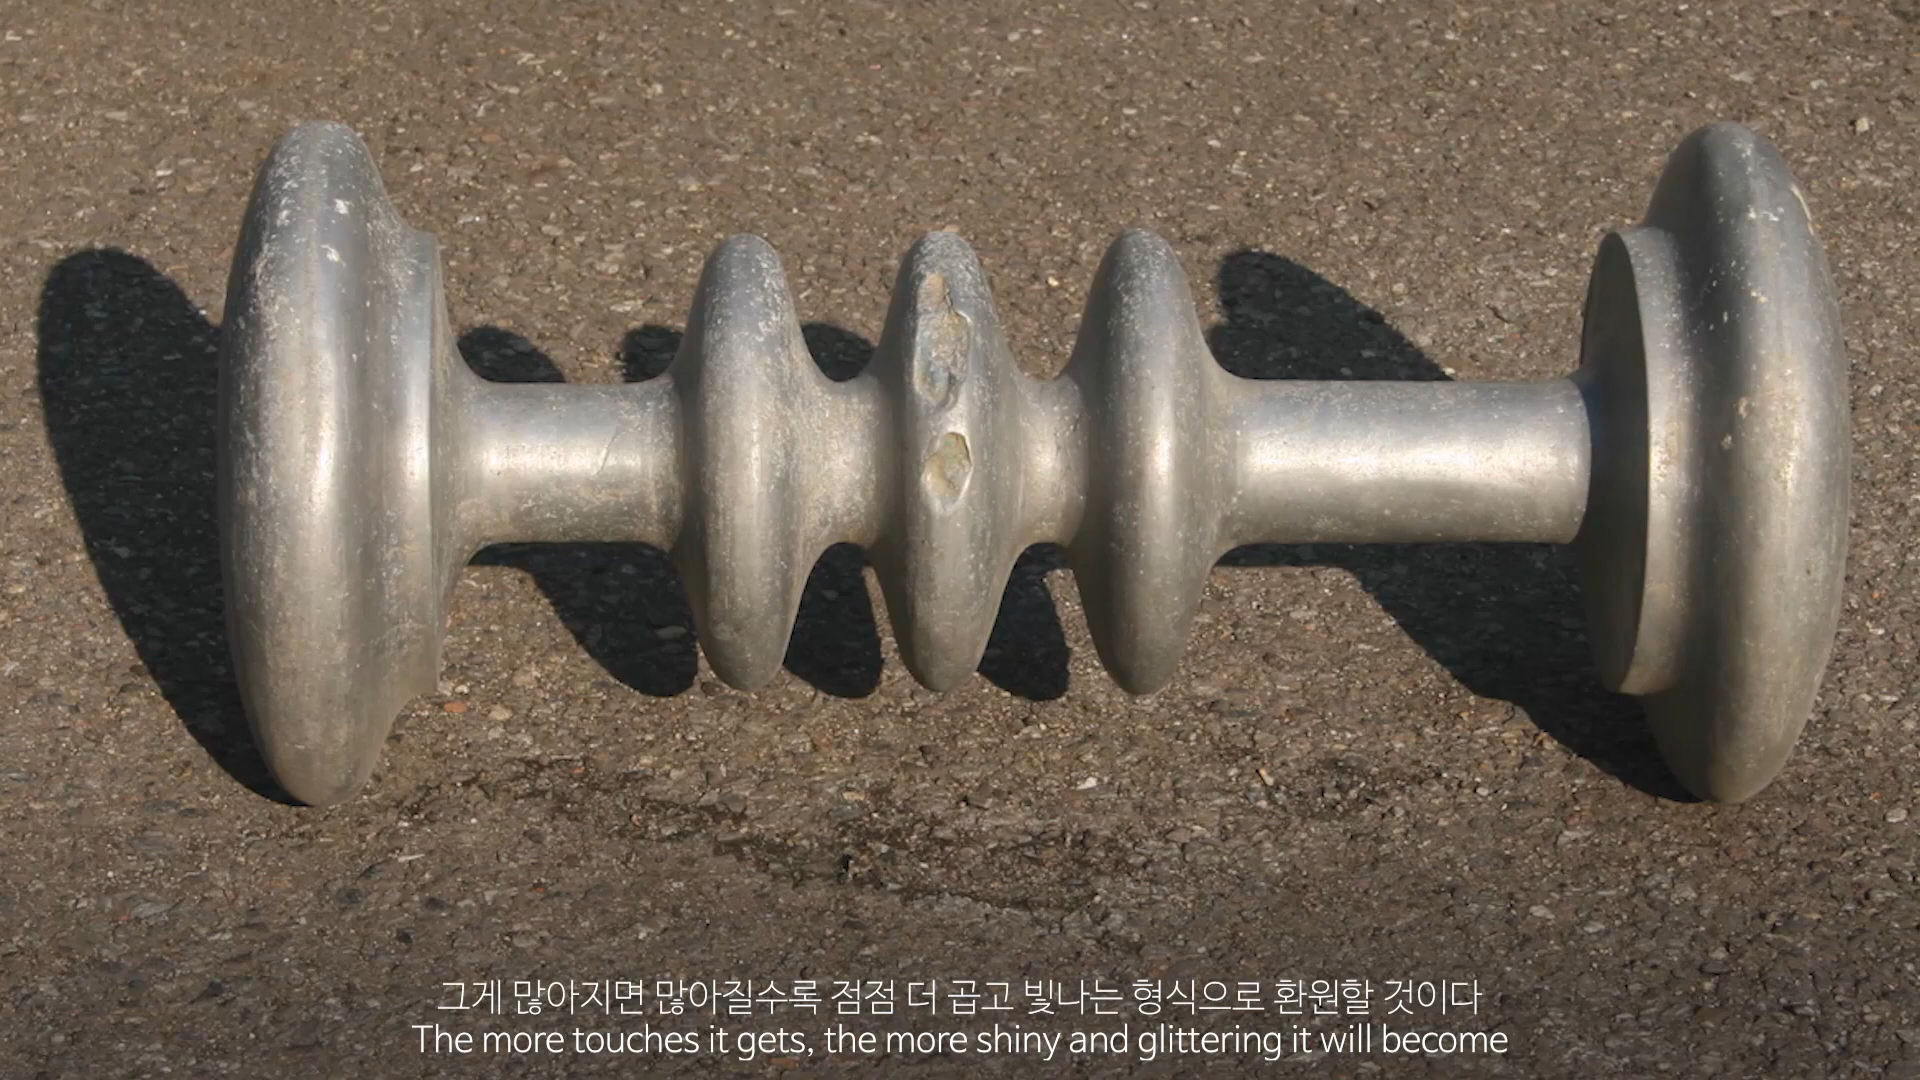 그게 많아지면 많아질수록 점점 더 곱고 빛나는 형식으로 환원할 것이다
The more touches it gets, the more shiny and glittering it will become